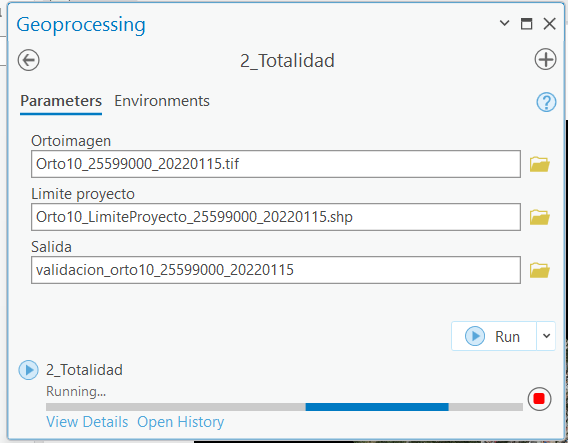 Geoprocessing
2_Totalidad
Parameters Environments
Ortoimagen
Orto10_25599000_20220115.tif
Limite proyecto
Orto10_LimiteProyecto_25599000_20220115.shp
Salida
validacion_orto10_25599000_20220115
Run
2_Totalidad
Running...
View Details Open History